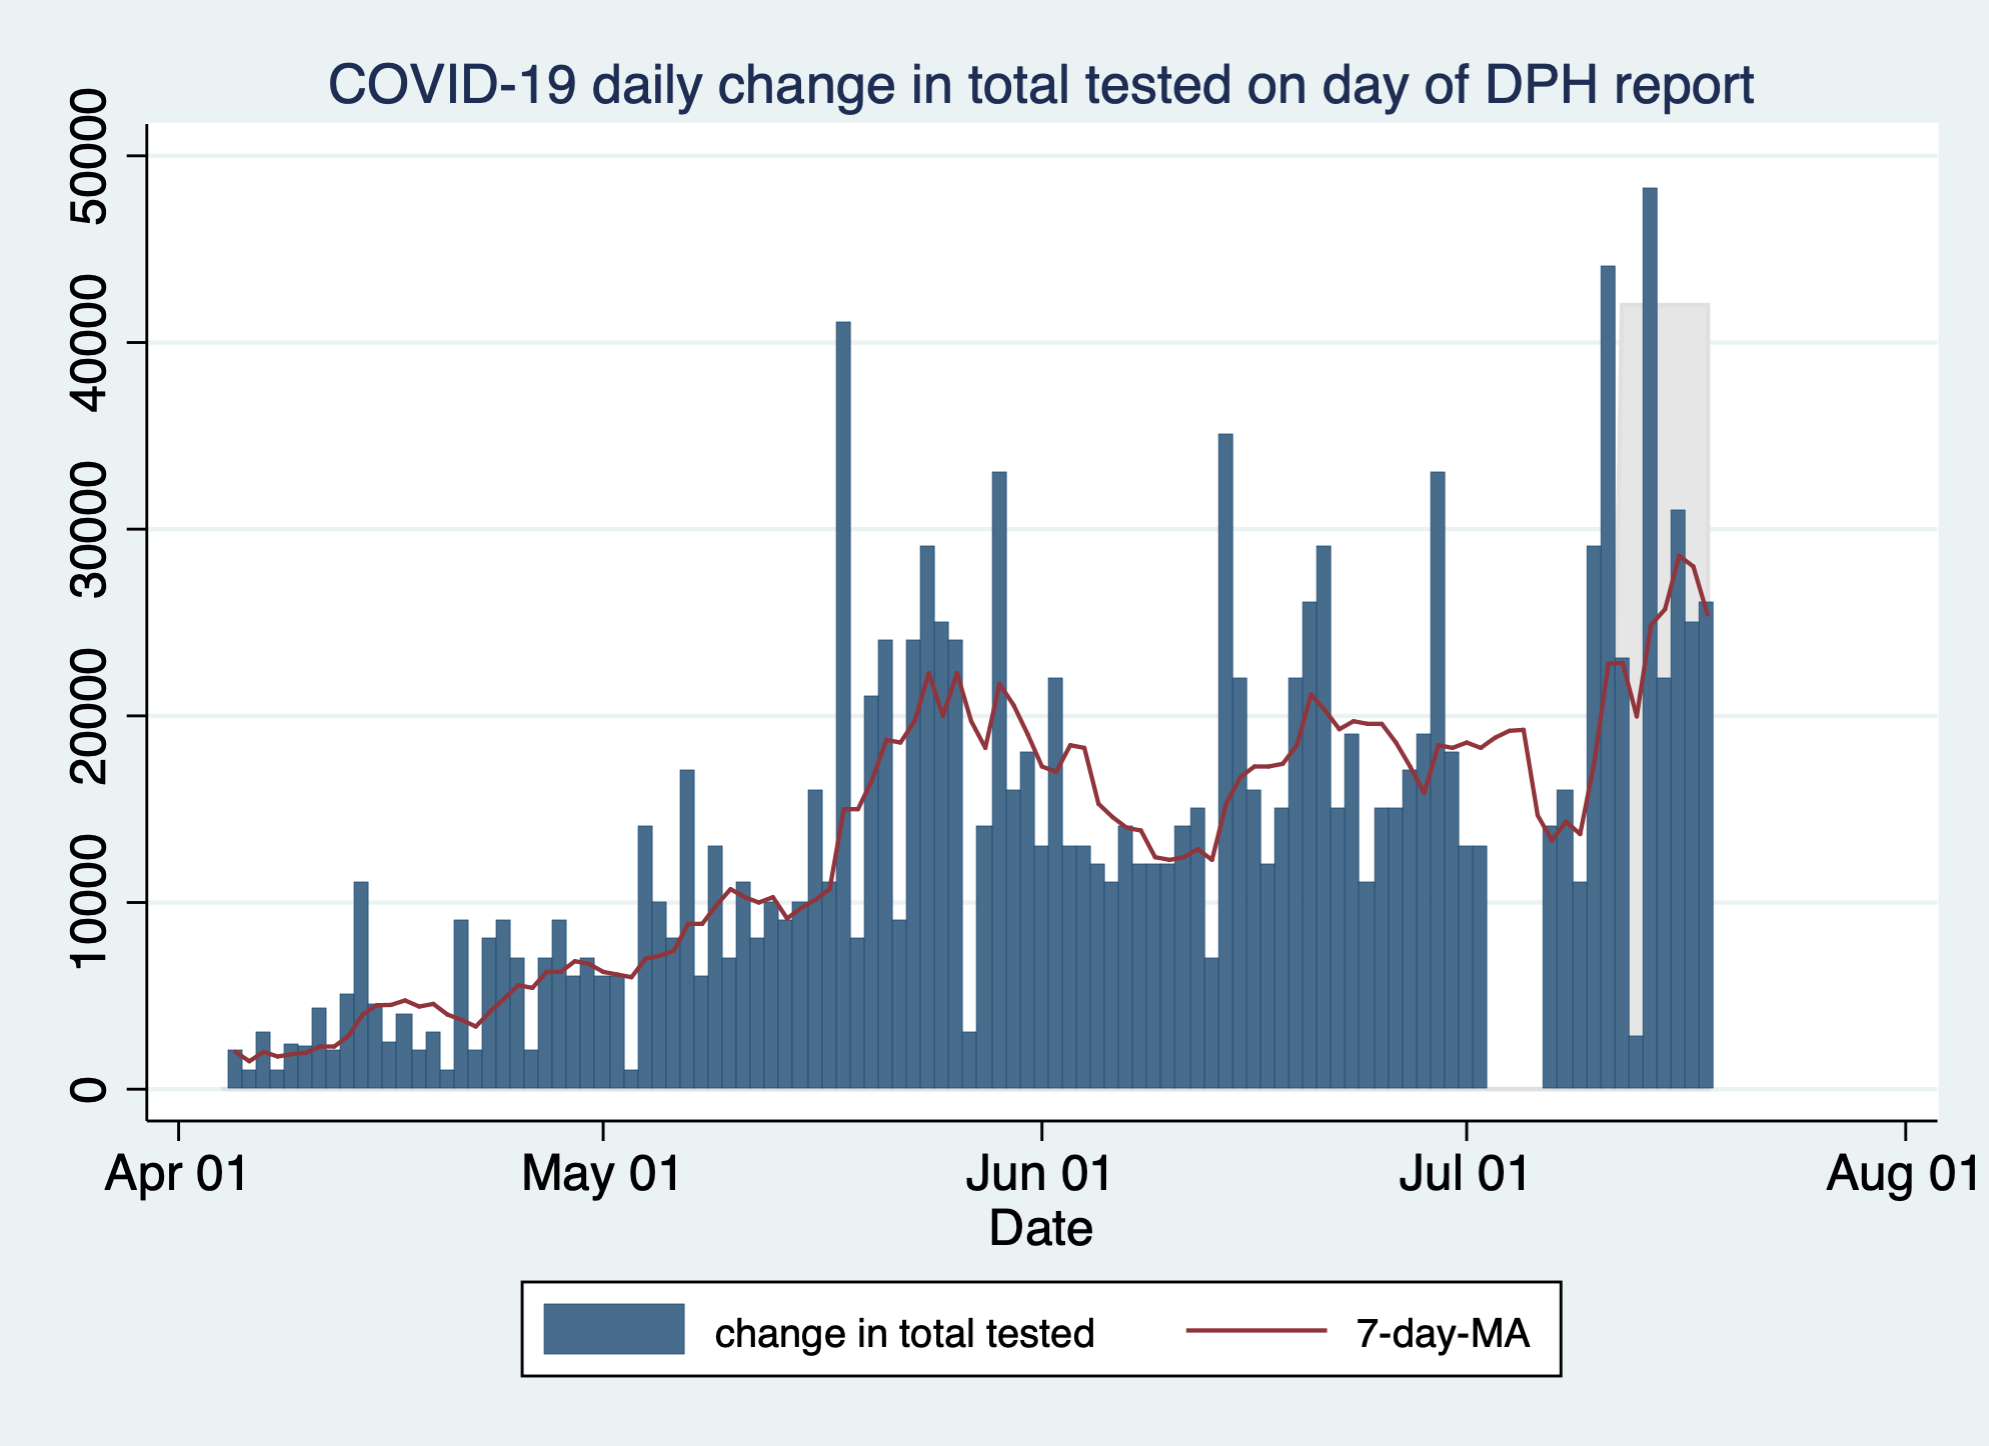 COVID-19 daily change in total tested on day of DPH report
50000
40000
30000
20000
10000
0
Apr 01 May 01 Jun 01 Jul 01 Aug 01
Date
change in total tested 7-day-MA